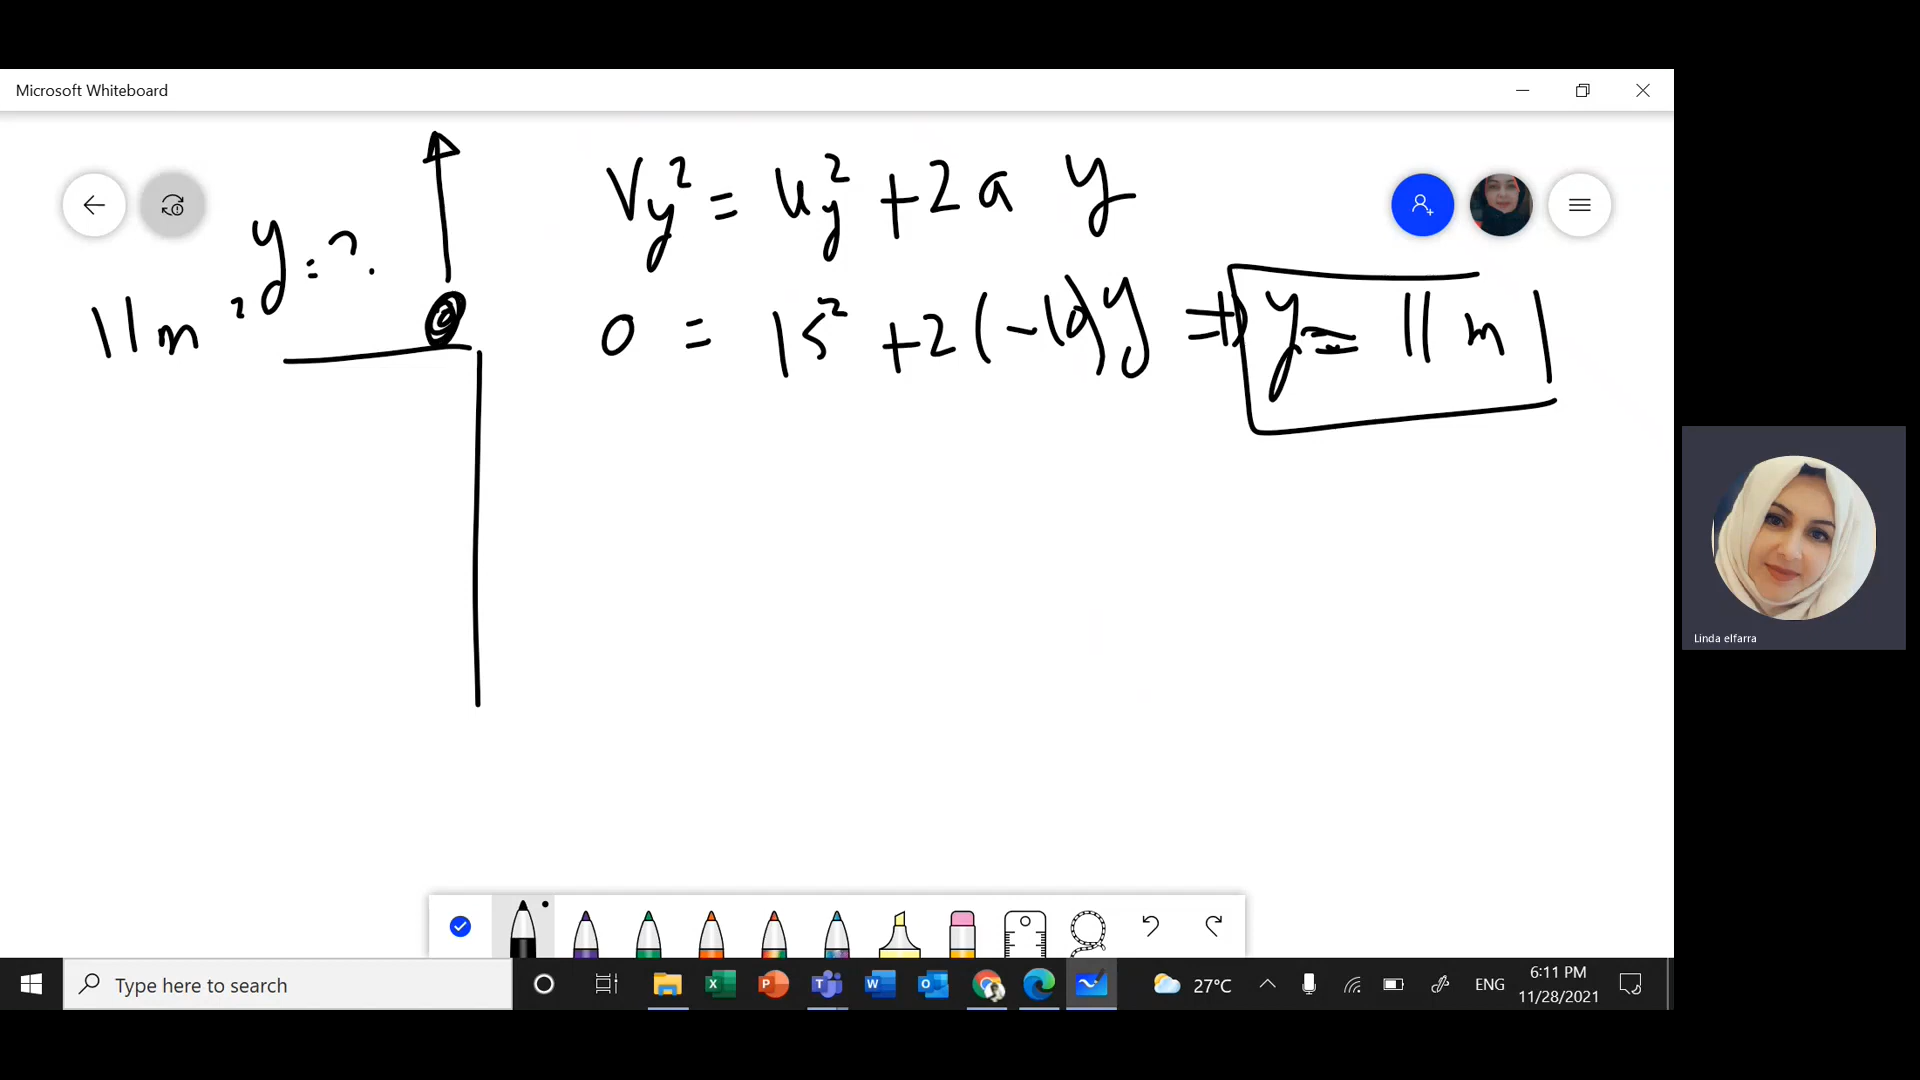 Microsoft Whiteboard
Vy² = uy² + 2a y
y = ?
11 m
0 = 15² + 2(-10)y ⇒ y = 11 m
Linda elfarra
Type here to search
27°C
ENG
6:11 PM
11/28/2021